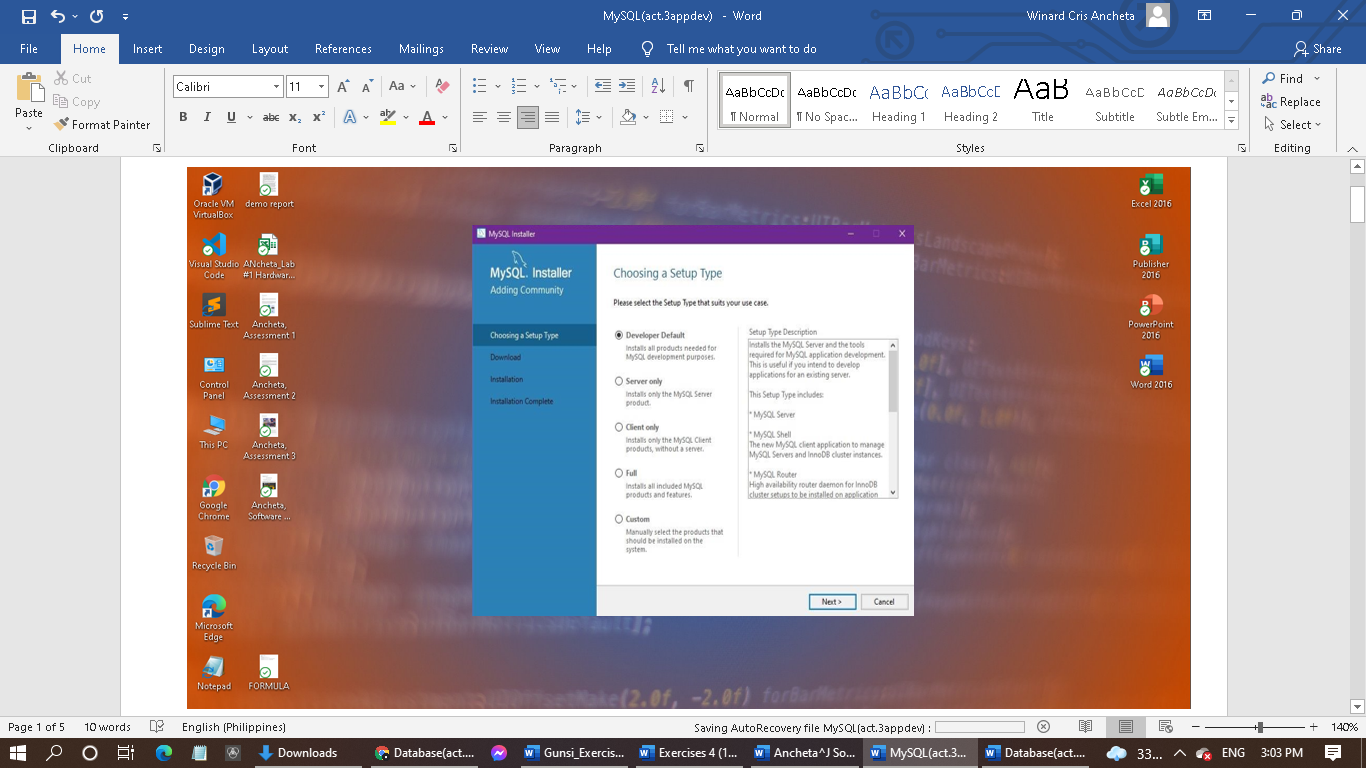 MySQL(act.3appdev) - Word
Winard Cris Ancheta
File Home Insert Design Layout References Mailings Review View Help Tell me what you want to do Share
Paste
Cut
Copy
Format Painter
Clipboard
Calibri 11
Aa
B I U abc x₂ x² A ab A
Font
Paragraph
AaBbCcDc ¶ Normal
AaBbCcDc ¶ No Spac...
AaBbCc Heading 1
AaBbCcD Heading 2
AaB Title
AaBbCcD Subtitle
AaBbCcDc Subtle Em...
Styles
Find
Replace
Select
Editing
Oracle VM
VirtualBox
demo report
Visual Studio
Code
ANcheta_Lab
#1 Hardwar...
Sublime Text
Ancheta,
Assessment 1
Control
Panel
Ancheta,
Assessment 2
This PC
Ancheta,
Assessment 3
Google
Chrome
Ancheta,
Software ...
Recycle Bin
Microsoft
Edge
Notepad
FORMULA
Excel 2016
Publisher
2016
PowerPoint
2016
Word 2016
MySQL Installer
MySQL. Installer
Adding Community
Choosing a Setup Type
Download
Installation
Installation Complete
Choosing a Setup Type
Please select the Setup Type that suits your use case.
Developer Default
Installs all products needed for
MySQL development purposes.
Server only
Installs only the MySQL Server
product.
Client only
Installs only the MySQL Client
products, without a server.
Full
Installs all included MySQL
products and features.
Custom
Manually select the products that
should be installed on the
system.
Setup Type Description
Installs the MySQL Server and the tools
required for MySQL application development.
This is useful if you intend to develop
applications for an existing server.
This Setup Type includes:
* MySQL Server
* MySQL Shell
The new MySQL client application to manage
MySQL Servers and InnoDB cluster instances.
* MySQL Router
High availability router daemon for InnoDB
cluster setups to be installed on application
Next > Cancel
(2.0f, -2.0f)
Page 1 of 5 10 words English (Philippines) Saving AutoRecovery file MySQL(act.3appdev) : 140%
Downloads Database(act.... Gunsi_Exercis... Exercises 4 (1... Ancheta^J So... MySQL(act.3... Database(act.... 33... ENG 3:03 PM